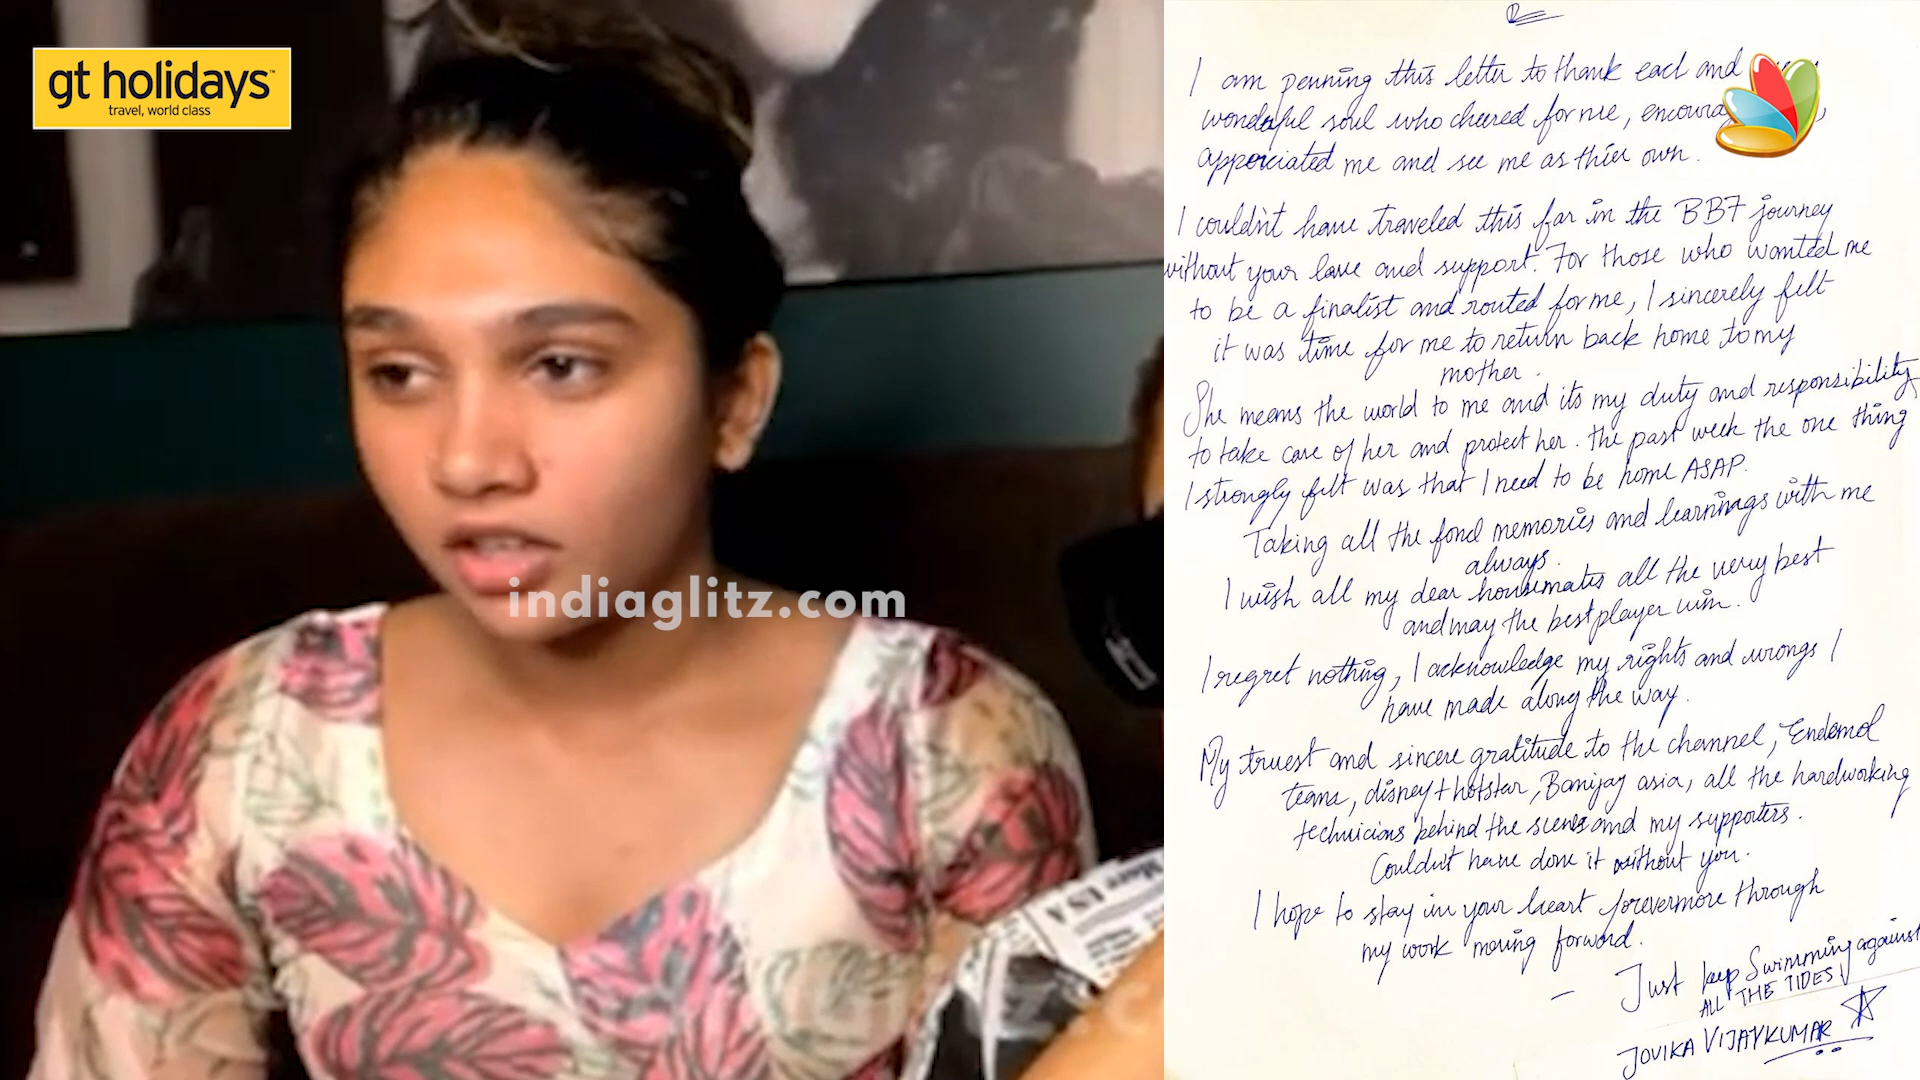 gt holidays™
travel, world class
indiaglitz.com
More USA
I am penning this letter to thank each and
wonderful soul who cheered for me,
apporeciated me and see me as thier own.
I couldn't have traveled this far in the BB7 journey
without your love and support. For those who wanted me
to be a finalist and routed for me, I sincerely felt
it was time for me to return back home to my
mother.
She means the world to me and its my duty and responsibility
to take care of her and protect her. the past week the one thing
I strongly felt was that I need to be home ASAP.
Taking all the fond memories and with me
always.
I wish all my dear housemates all the very best
and may the best player win.
I regret nothing, I acknowledge my rights and wrongs I
have made along the way.
My truest and sincere gratitude to the channel, Endemol
team, disney+hotstar, Banijay asia, all the hardworking
technicians behind the scenes and my supporters.
Couldn't have done it without you.
I hope to stay in your heart forevermore through
my work moving forward.
– Just keep Swimming against
ALL THE TIDES
JOVIKA VIJAYKUMAR